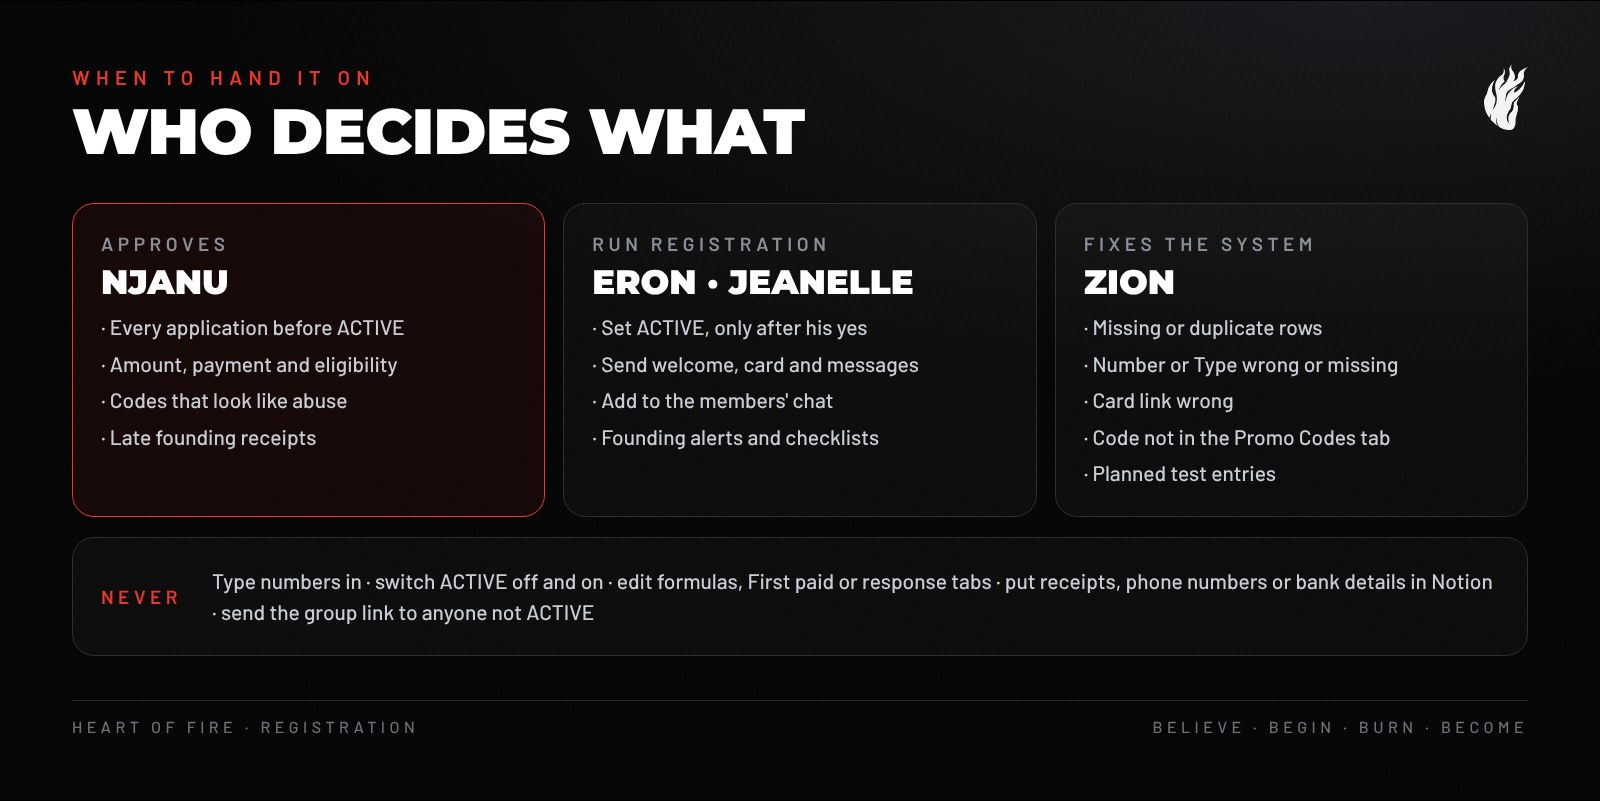 WHEN TO HAND IT ON
WHO DECIDES WHAT
APPROVES
NJANU
· Every application before ACTIVE
· Amount, payment and eligibility
· Codes that look like abuse
· Late founding receipts
RUN REGISTRATION
ERON · JEANELLE
· Set ACTIVE, only after his yes
· Send welcome, card and messages
· Add to the members' chat
· Founding alerts and checklists
FIXES THE SYSTEM
ZION
· Missing or duplicate rows
· Number or Type wrong or missing
· Card link wrong
· Code not in the Promo Codes tab
· Planned test entries
NEVER
Type numbers in · switch ACTIVE off and on · edit formulas, First paid or response tabs · put receipts, phone numbers or bank details in Notion
· send the group link to anyone not ACTIVE
HEART OF FIRE · REGISTRATION
BELIEVE · BEGIN · BURN · BECOME